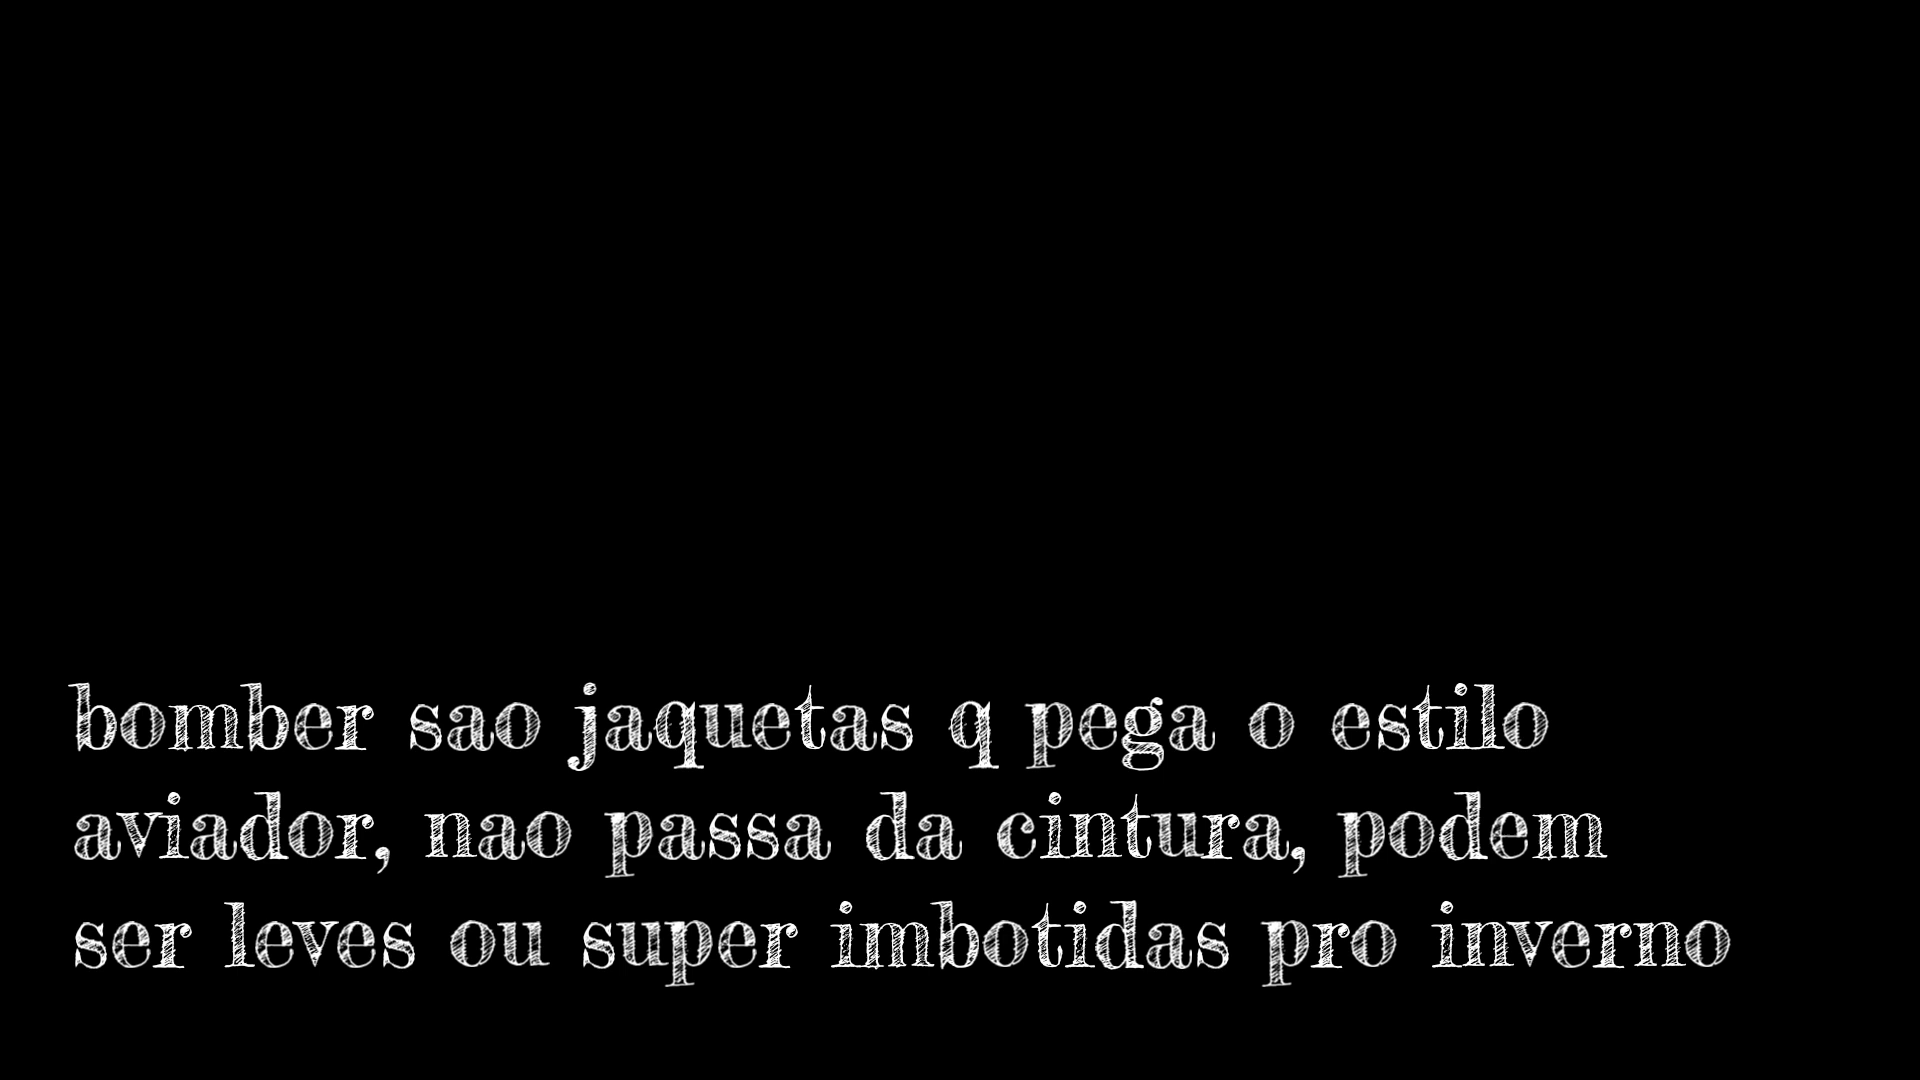 bomber sao jaquetas q pega o estilo
aviador, nao passa da cintura, podem
ser leves ou super imbotidas pro inverno